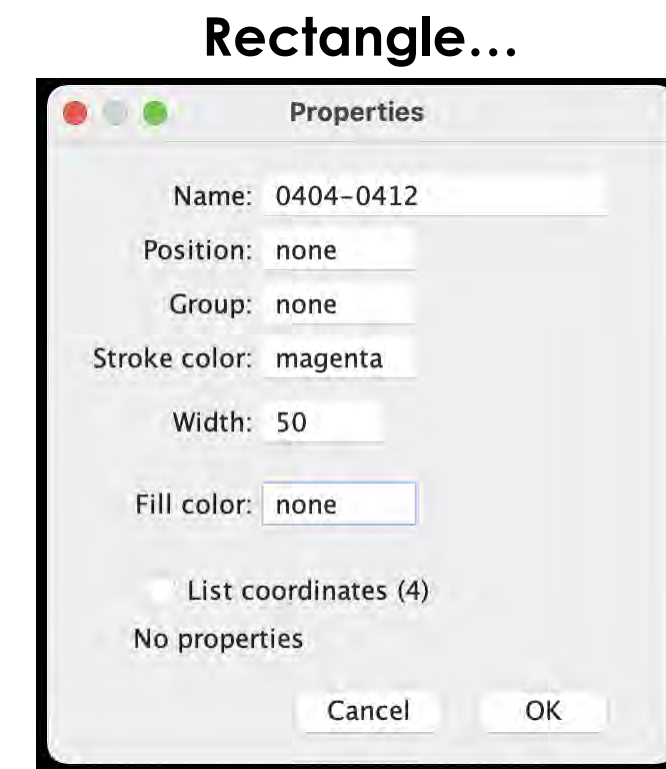 Rectangle...
Properties
Name: 0404-0412
Position: none
Group: none
Stroke color: magenta
Width: 50
Fill color: none
List coordinates (4)
No properties
Cancel OK